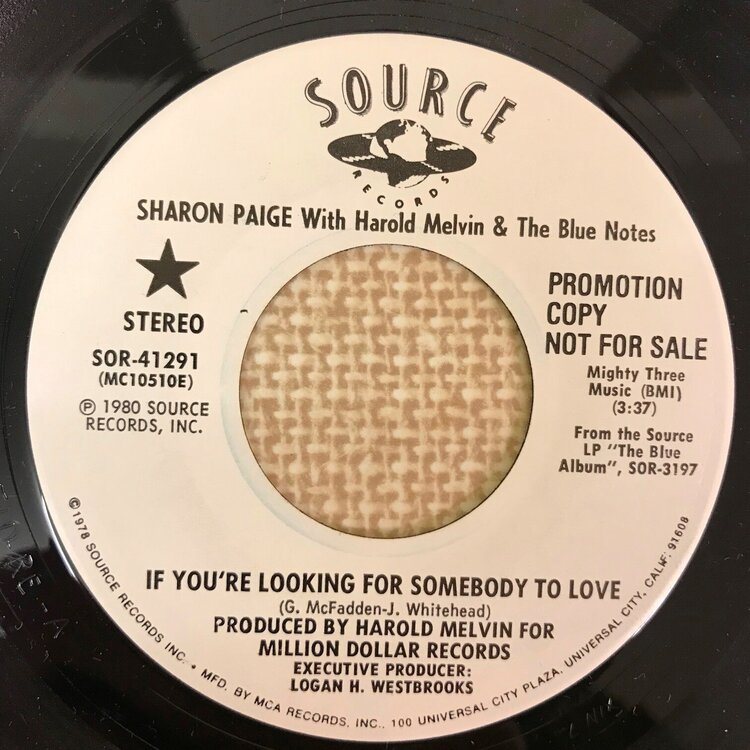 SOURCE
RECORDS
SHARON PAIGE With Harold Melvin & The Blue Notes
STEREO
SOR-41291
(MC10510E)
Ⓟ 1980 SOURCE
RECORDS, INC.
PROMOTION
COPY
NOT FOR SALE
Mighty Three
Music (BMI)
(3:37)
From the Source
LP "The Blue
Album", SOR-3197
IF YOU'RE LOOKING FOR SOMEBODY TO LOVE
(G. McFadden-J. Whitehead)
PRODUCED BY HAROLD MELVIN FOR
MILLION DOLLAR RECORDS
EXECUTIVE PRODUCER:
LOGAN H. WESTBROOKS
©1978 SOURCE RECORDS INC. • MFD. BY MCA RECORDS, INC., 100 UNIVERSAL CITY PLAZA, UNIVERSAL CITY, CALIF. 91608